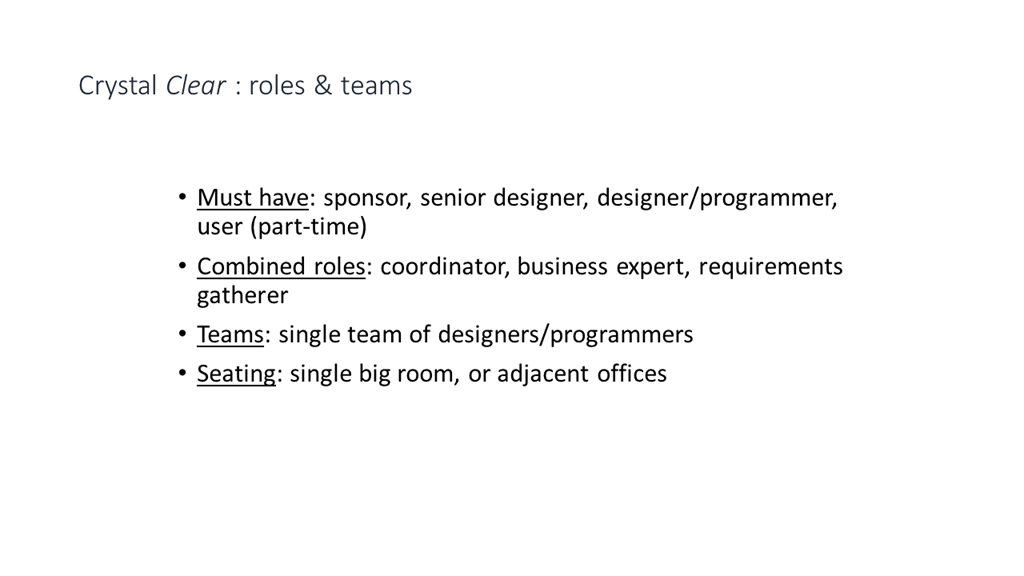 Crystal Clear : roles & teams
• Must have: sponsor, senior designer, designer/programmer,
user (part-time)
• Combined roles: coordinator, business expert, requirements
gatherer
• Teams: single team of designers/programmers
• Seating: single big room, or adjacent offices